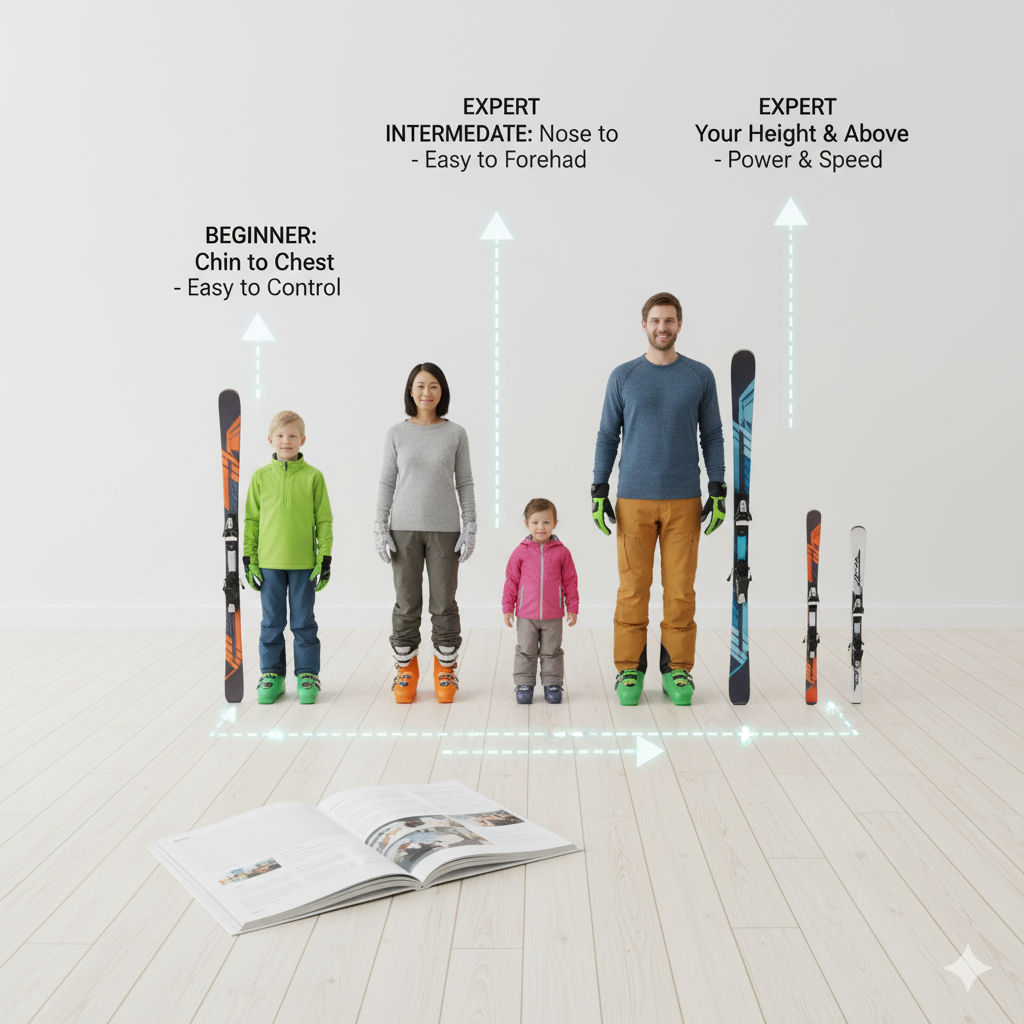 EXPERT
INTERMEDATE: Nose to
- Easy to Forehad
EXPERT
Your Height & Above
- Power & Speed
BEGINNER:
Chin to Chest
- Easy to Control